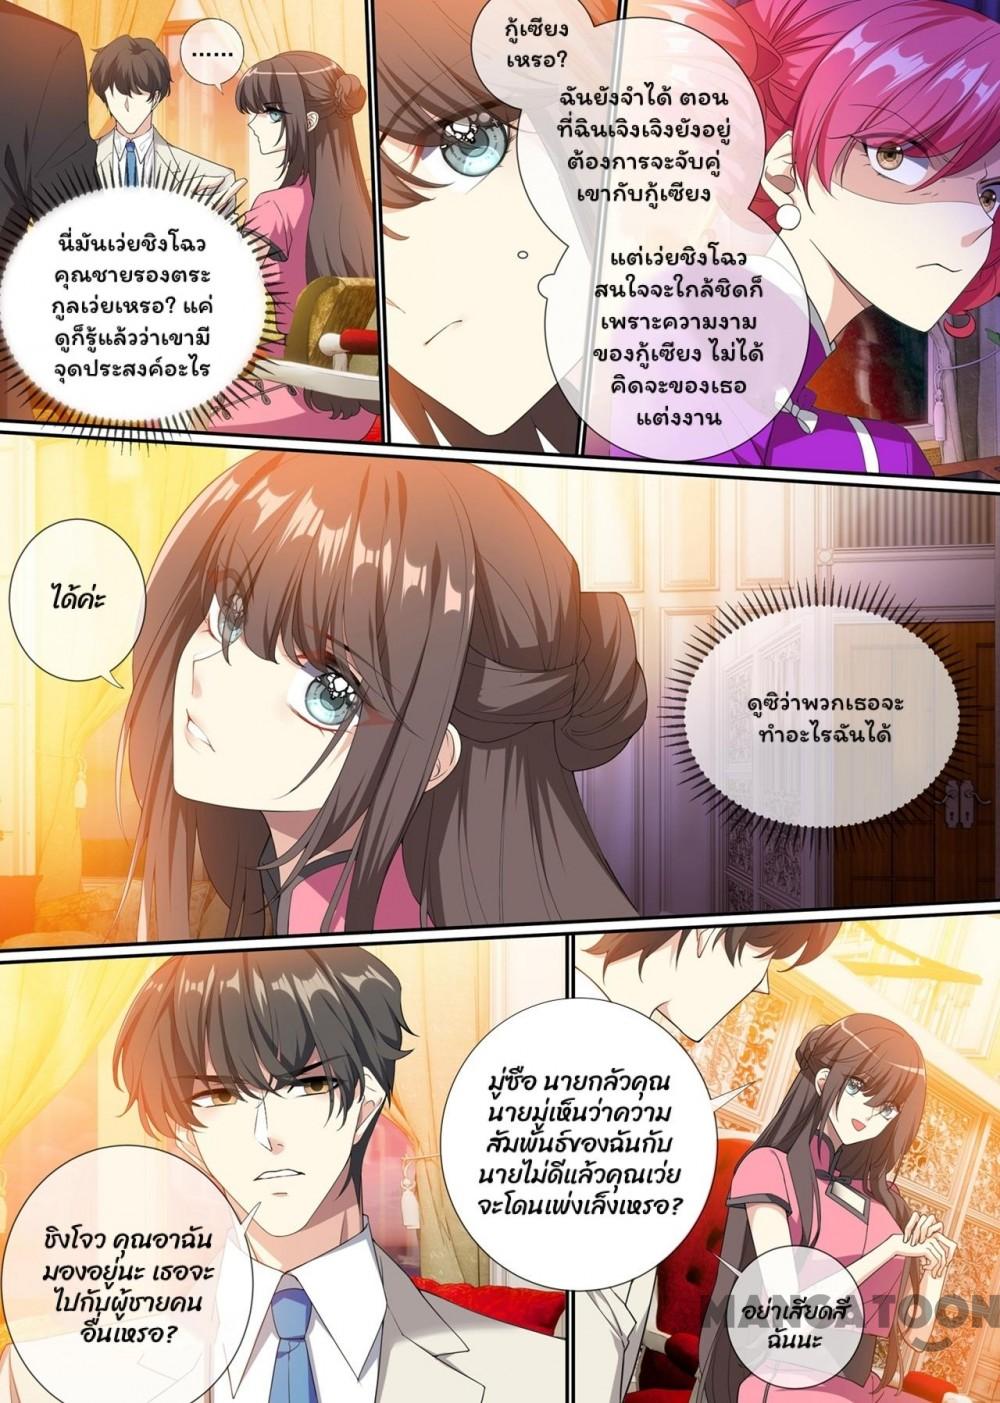 ......
นี่มันเว่ยชิงโฉว
คุณชายรองตระ
กูลเว่ยเหรอ? แค่
ดูก็รู้แล้วว่าเขามี
จุดประสงค์อะไร
กู้เซียง
เหรอ?
ฉันยังจำได้ ตอน
ที่ฉินเจิงเจิงยังอยู่
ต้องการจะจับคู่
เขากับกู้เซียง
แต่เว่ยชิงโฉว
สนใจจะใกล้ชิดก็
เพราะความงาม
ของกู้เซียง ไม่ได้
คิดจะของเธอ
แต่งงาน
ได้ค่ะ
ดูซิว่าพวกเธอจะ
ทำอะไรฉันได้
ชิงโจว คุณอาฉัน
มองอยู่นะ เธอจะ
ไปกับผู้ชายคน
อื่นเหรอ?
มู่ซือ นายกลัวคุณ
นายมู่เห็นว่าความ
สัมพันธ์ของฉันกับ
นายไม่ดีแล้วคุณเว่ย
จะโดนเพ่งเล็งเหรอ?
อย่าเสียดสี
ฉันนะ
MANGATOON